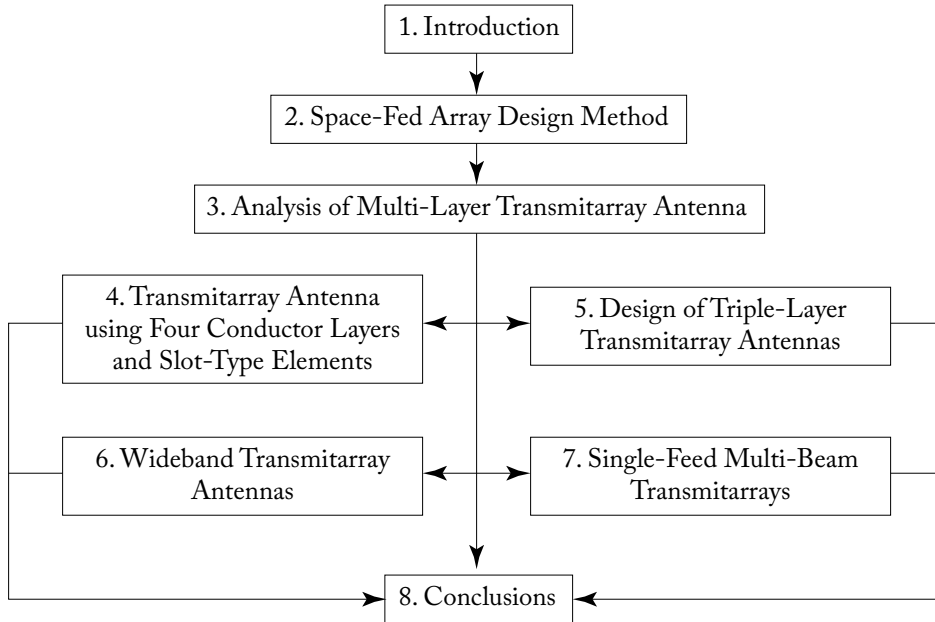 1. Introduction
2. Space-Fed Array Design Method
3. Analysis of Multi-Layer Transmitarray Antenna
4. Transmitarray Antenna
using Four Conductor Layers
and Slot-Type Elements
5. Design of Triple-Layer
Transmitarray Antennas
6. Wideband Transmitarray
Antennas
7. Single-Feed Multi-Beam
Transmitarrays
8. Conclusions